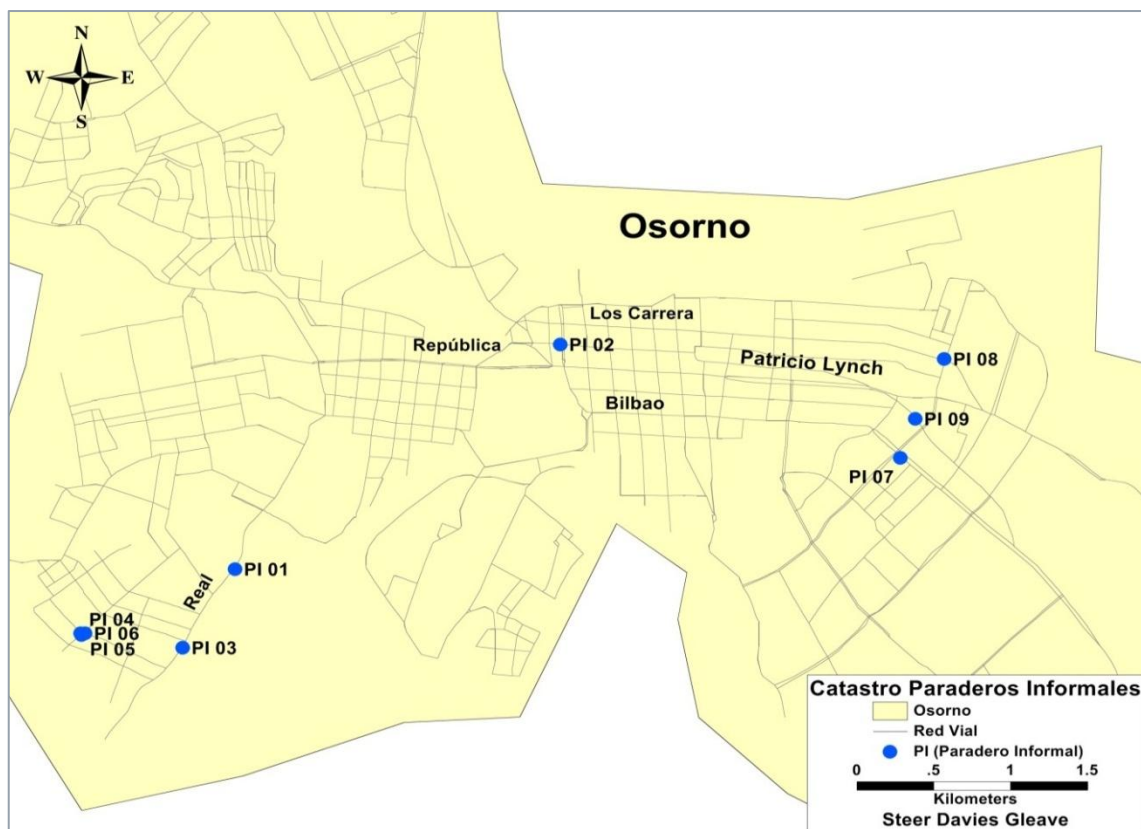 N
W E
S
Osorno
Los Carrera
República
PI 02
Patricio Lynch
PI 08
Bilbao
PI 09
PI 07
PI 01
Real
PI 04
PI 06
PI 05
PI 03
Catastro Paraderos Informales
Osorno
Red Vial
PI (Paradero Informal)
0 .5 1 1.5
Kilometers
Steer Davies Gleave